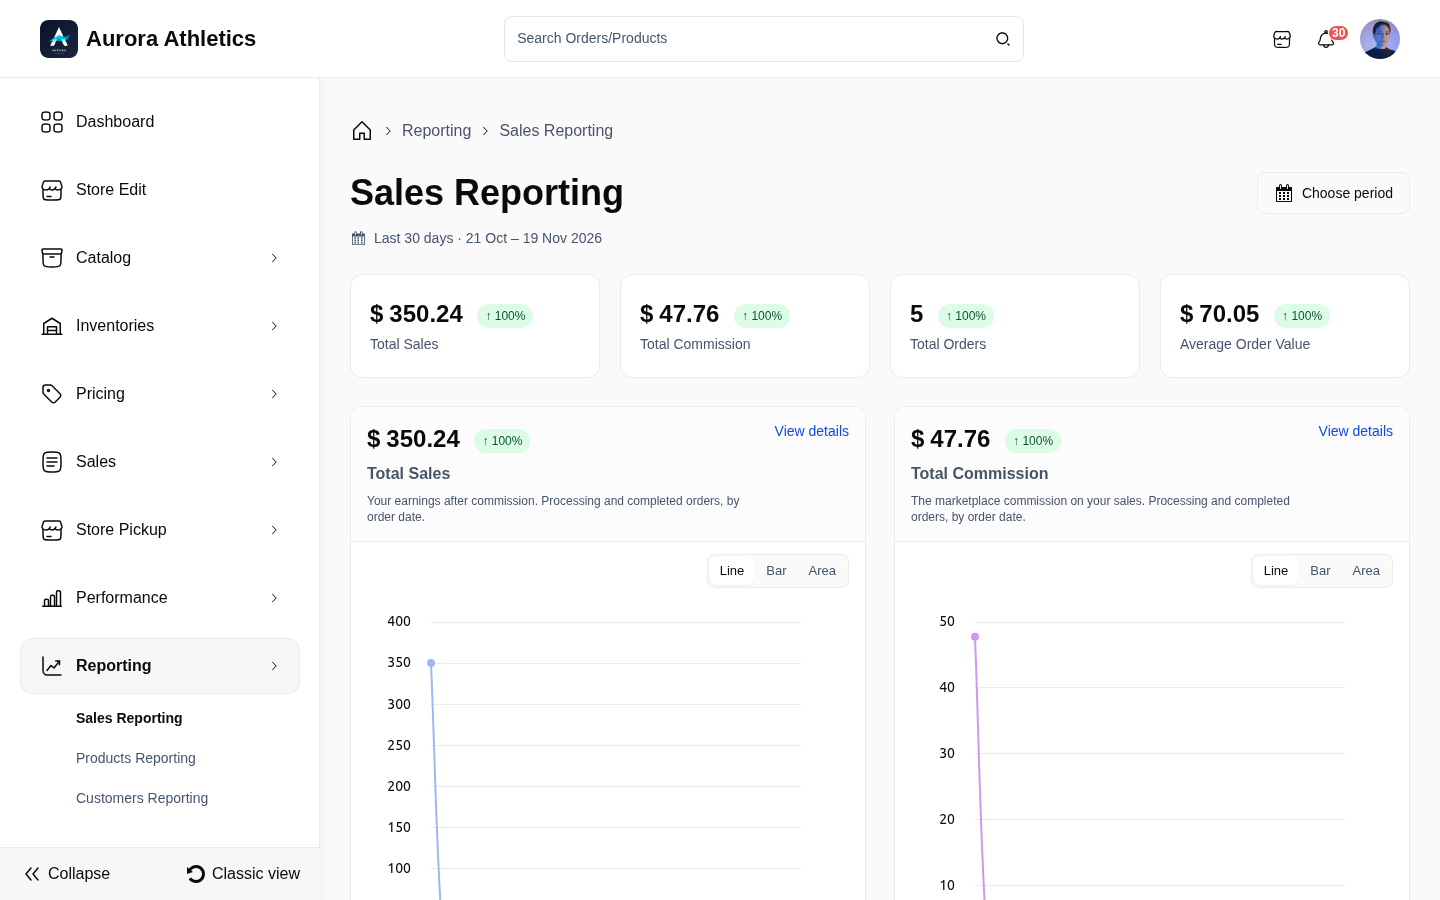 Aurora Athletics
Search Orders/Products
30
Dashboard
Store Edit
Catalog
Inventories
Pricing
Sales
Store Pickup
Performance
Reporting
Sales Reporting
Products Reporting
Customers Reporting
Collapse
Classic view
Reporting
Sales Reporting
Sales Reporting
Choose period
Last 30 days · 21 Oct – 19 Nov 2026
$ 350.24 ↑ 100%
Total Sales
$ 47.76 ↑ 100%
Total Commission
5 ↑ 100%
Total Orders
$ 70.05 ↑ 100%
Average Order Value
$ 350.24 ↑ 100%
View details
Total Sales
Your earnings after commission. Processing and completed orders, by
order date.
Line Bar Area
400
350
300
250
200
150
100
$ 47.76 ↑ 100%
View details
Total Commission
The marketplace commission on your sales. Processing and completed
orders, by order date.
Line Bar Area
50
40
30
20
10